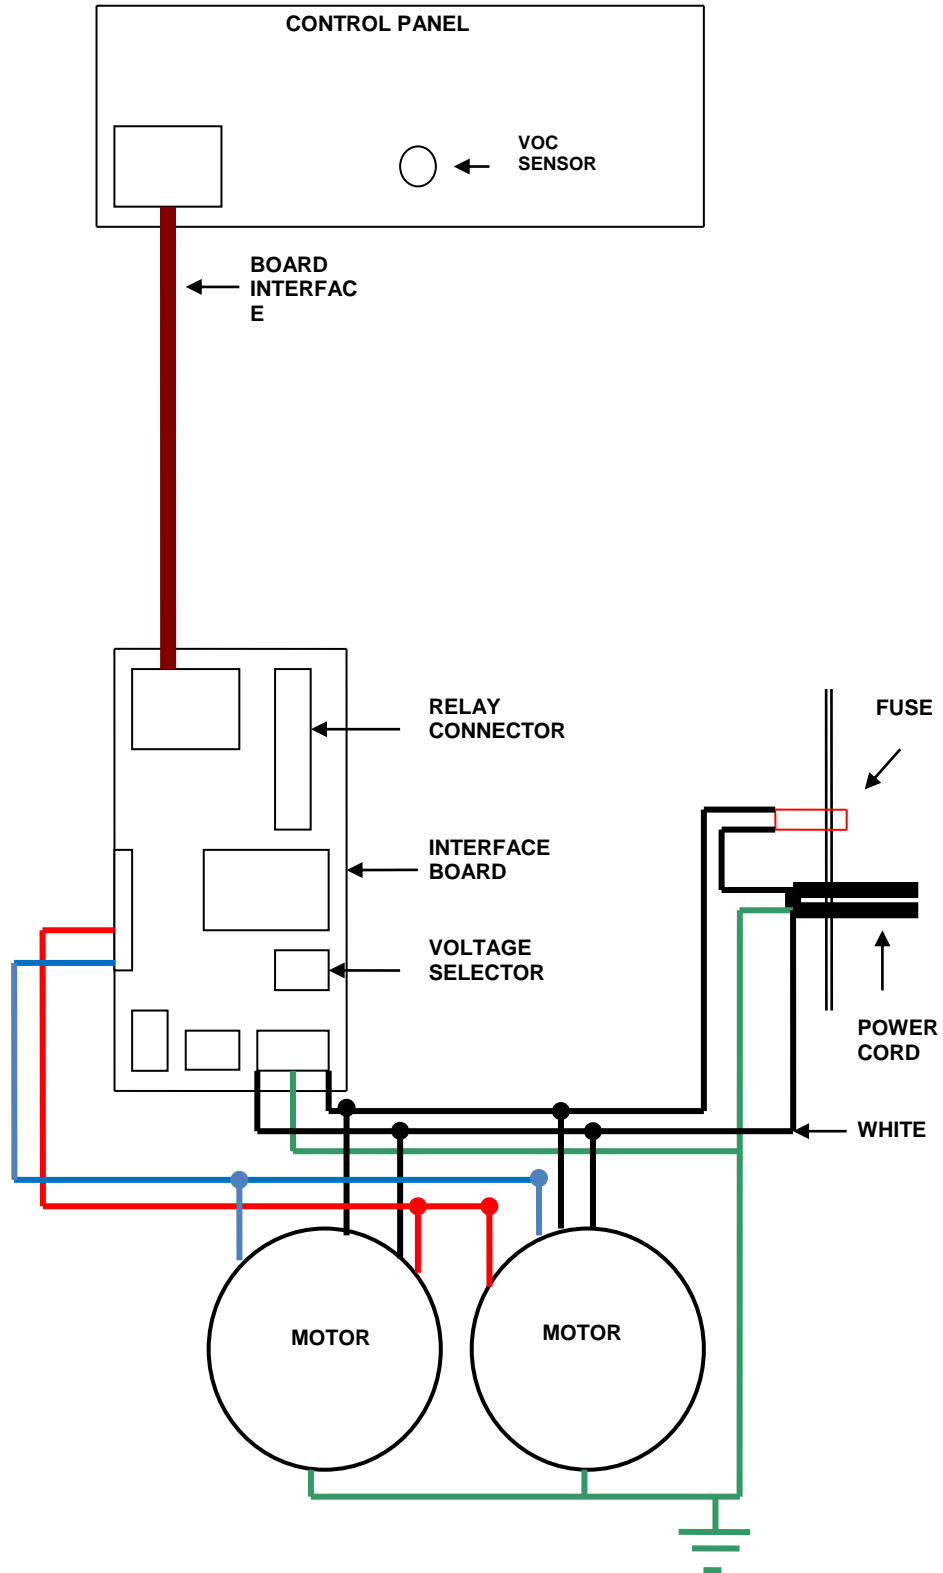 CONTROL PANEL
VOC
SENSOR
BOARD
INTERFAC
E
RELAY
CONNECTOR
FUSE
INTERFACE
BOARD
VOLTAGE
SELECTOR
POWER
CORD
WHITE
MOTOR
MOTOR